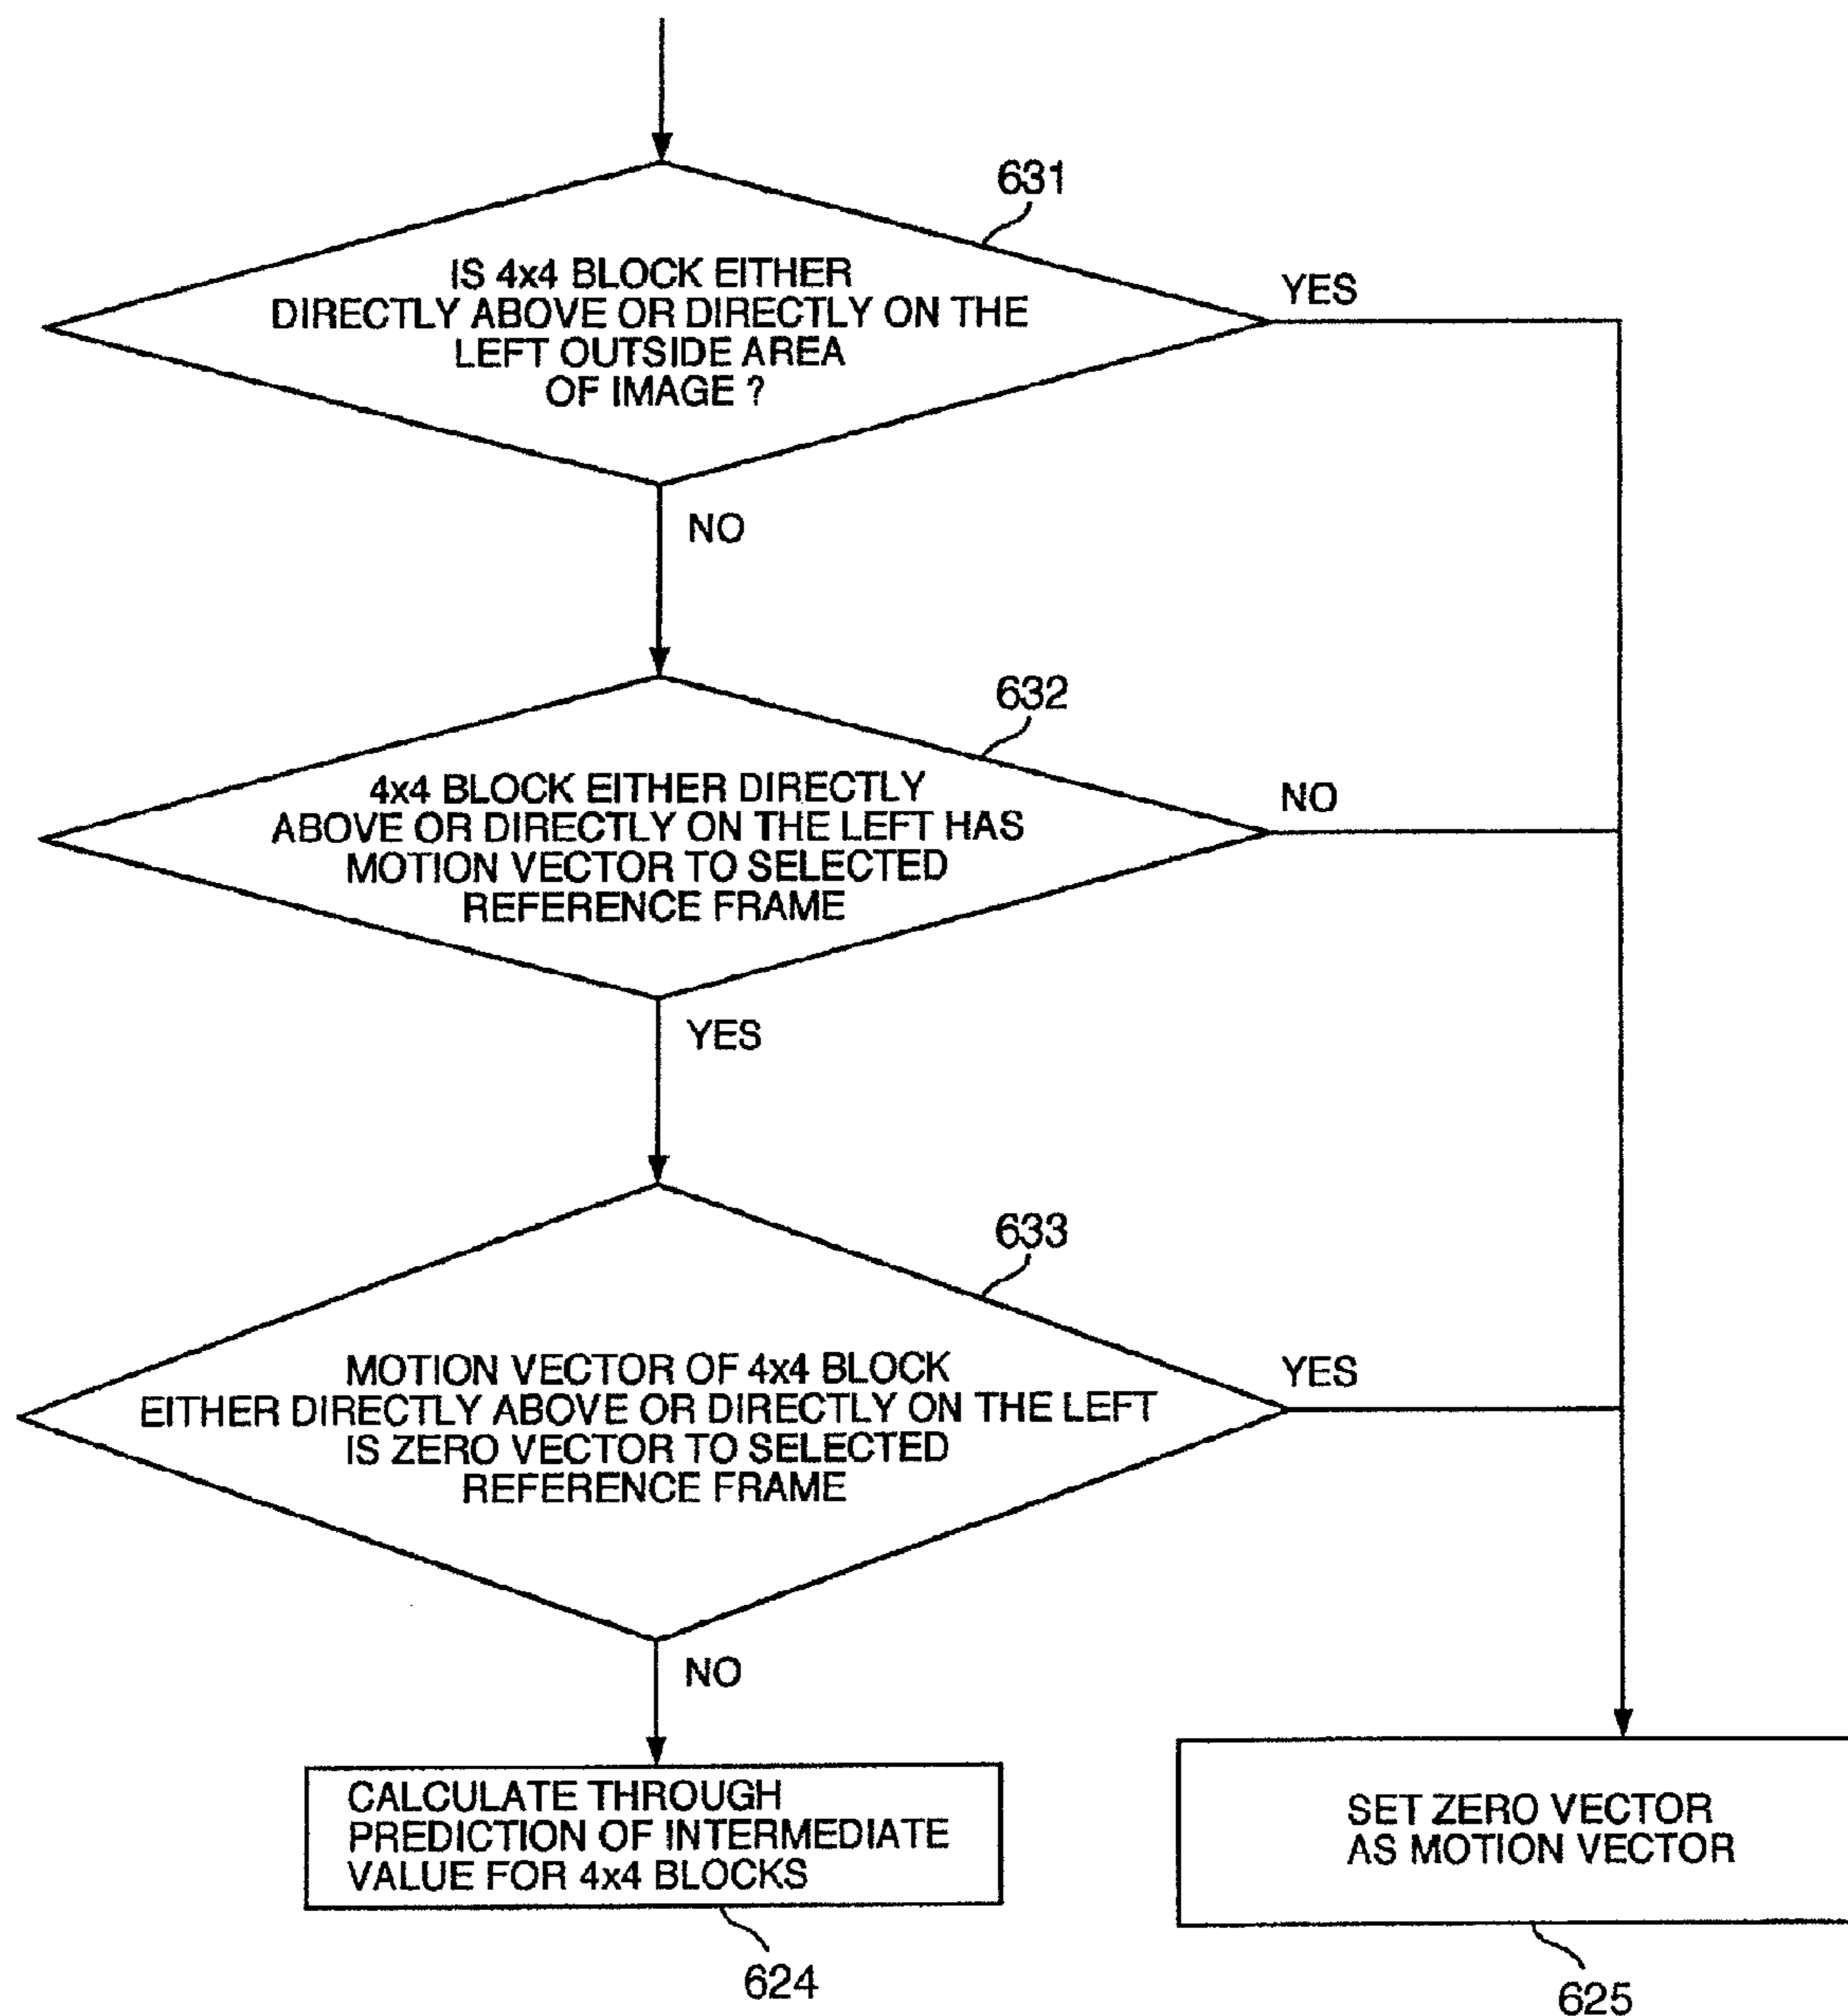 631
IS 4x4 BLOCK EITHER
DIRECTLY ABOVE OR DIRECTLY ON THE
LEFT OUTSIDE AREA
OF IMAGE ?
YES
NO
632
4x4 BLOCK EITHER DIRECTLY
ABOVE OR DIRECTLY ON THE LEFT HAS
MOTION VECTOR TO SELECTED
REFERENCE FRAME
NO
YES
633
MOTION VECTOR OF 4x4 BLOCK
EITHER DIRECTLY ABOVE OR DIRECTLY ON THE LEFT
IS ZERO VECTOR TO SELECTED
REFERENCE FRAME
YES
NO
CALCULATE THROUGH
PREDICTION OF INTERMEDIATE
VALUE FOR 4x4 BLOCKS
624
SET ZERO VECTOR
AS MOTION VECTOR
625